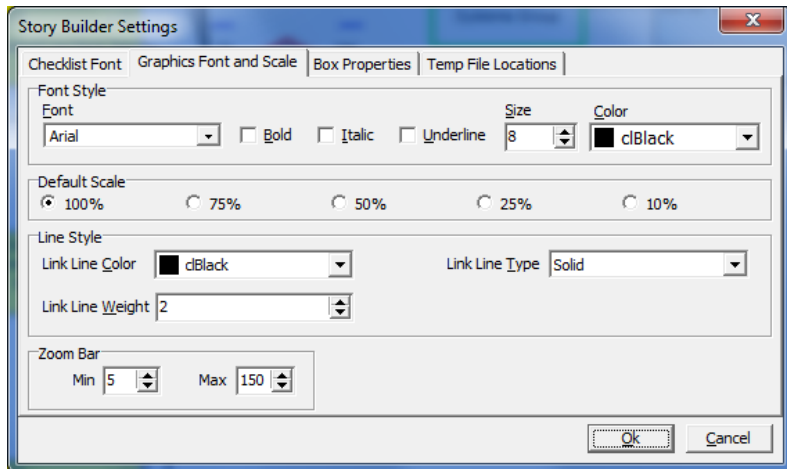 Story Builder Settings
Checklist Font Graphics Font and Scale Box Properties Temp File Locations
Font Style
Font Size Color
Arial Bold Italic Underline 8 clBlack
Default Scale
100% 75% 50% 25% 10%
Line Style
Link Line Color clBlack Link Line Type Solid
Link Line Weight 2
Zoom Bar
Min 5 Max 150
Ok Cancel